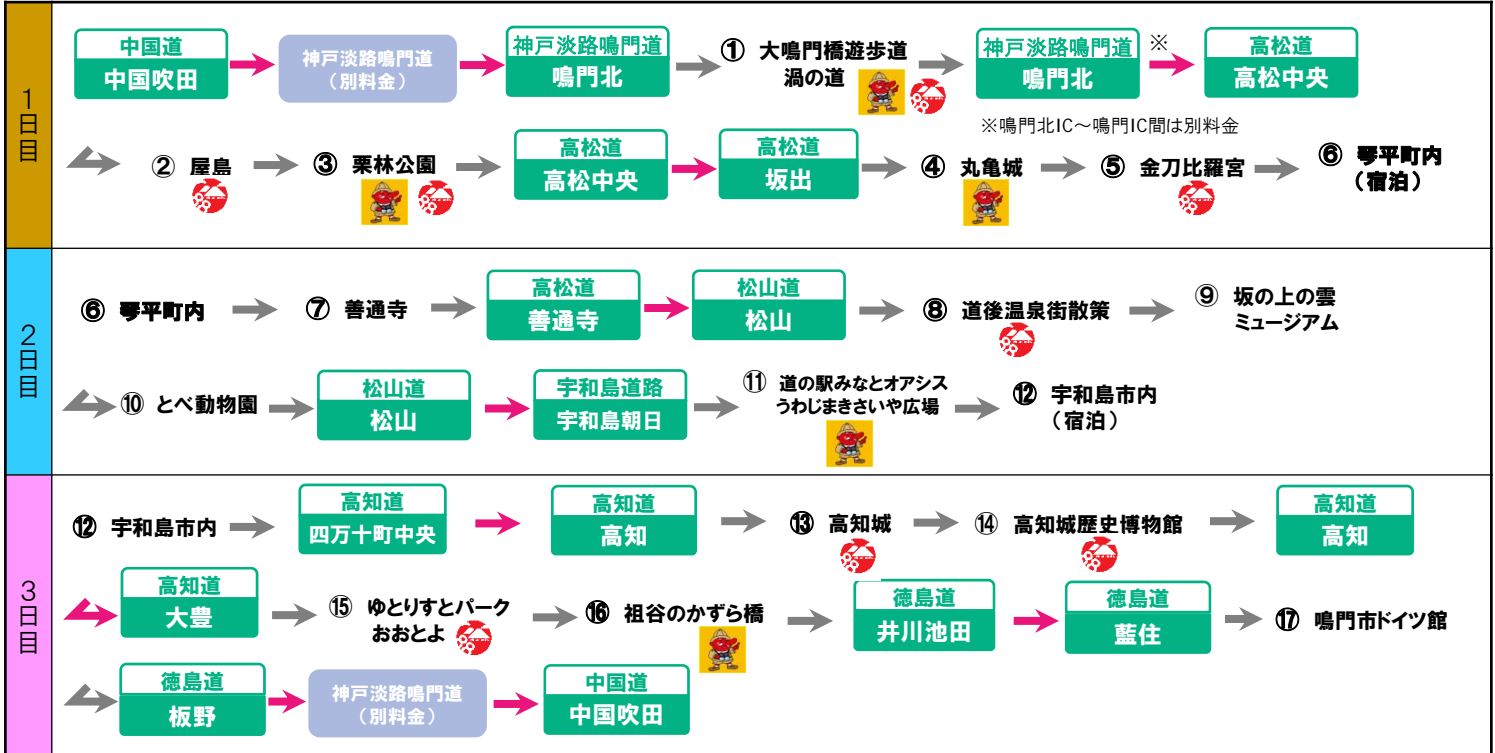 1日目
中国道
中国吹田
神戸淡路鳴門道
（別料金）
神戸淡路鳴門道
鳴門北
① 大鳴門橋遊歩道
渦の道
神戸淡路鳴門道
鳴門北
※
高松道
高松中央
※鳴門北IC～鳴門IC間は別料金
② 屋島
③ 栗林公園
高松道
高松中央
高松道
坂出
④ 丸亀城
⑤ 金刀比羅宮
⑥ 琴平町内
（宿泊）
2日目
⑥ 琴平町内
⑦ 善通寺
高松道
善通寺
松山道
松山
⑧ 道後温泉街散策
⑨ 坂の上の雲
ミュージアム
⑩ とべ動物園
松山道
松山
宇和島道路
宇和島朝日
⑪ 道の駅みなとオアシス
うわじまきさいや広場
⑫ 宇和島市内
（宿泊）
3日目
⑫ 宇和島市内
高知道
四万十町中央
高知道
高知
⑬ 高知城
⑭ 高知城歴史博物館
高知道
高知
高知道
大豊
⑮ ゆとりすとパーク
おおとよ
⑯ 祖谷のかずら橋
徳島道
井川池田
徳島道
藍住
⑰ 鳴門市ドイツ館
徳島道
板野
神戸淡路鳴門道
（別料金）
中国道
中国吹田